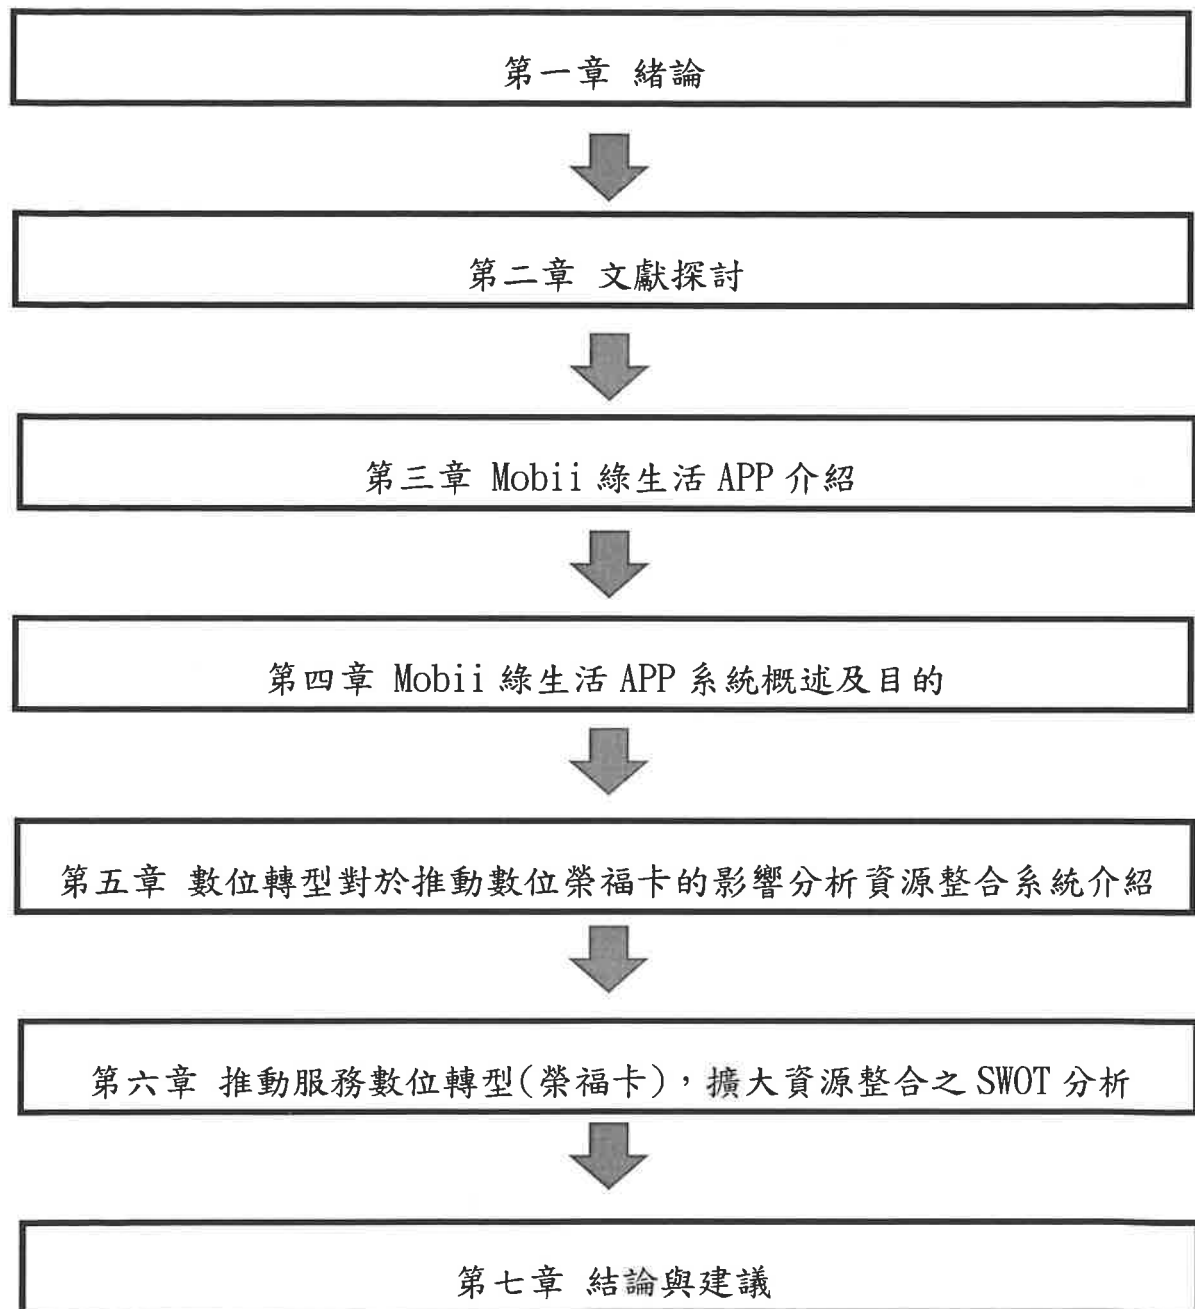 第一章 緒論
第二章 文獻探討
第三章 Mobii 綠生活 APP 介紹
第四章 Mobii 綠生活 APP 系統概述及目的
第五章 數位轉型對於推動數位榮福卡的影響分析資源整合系統介紹
第六章 推動服務數位轉型(榮福卡)，擴大資源整合之 SWOT 分析
第七章 結論與建議